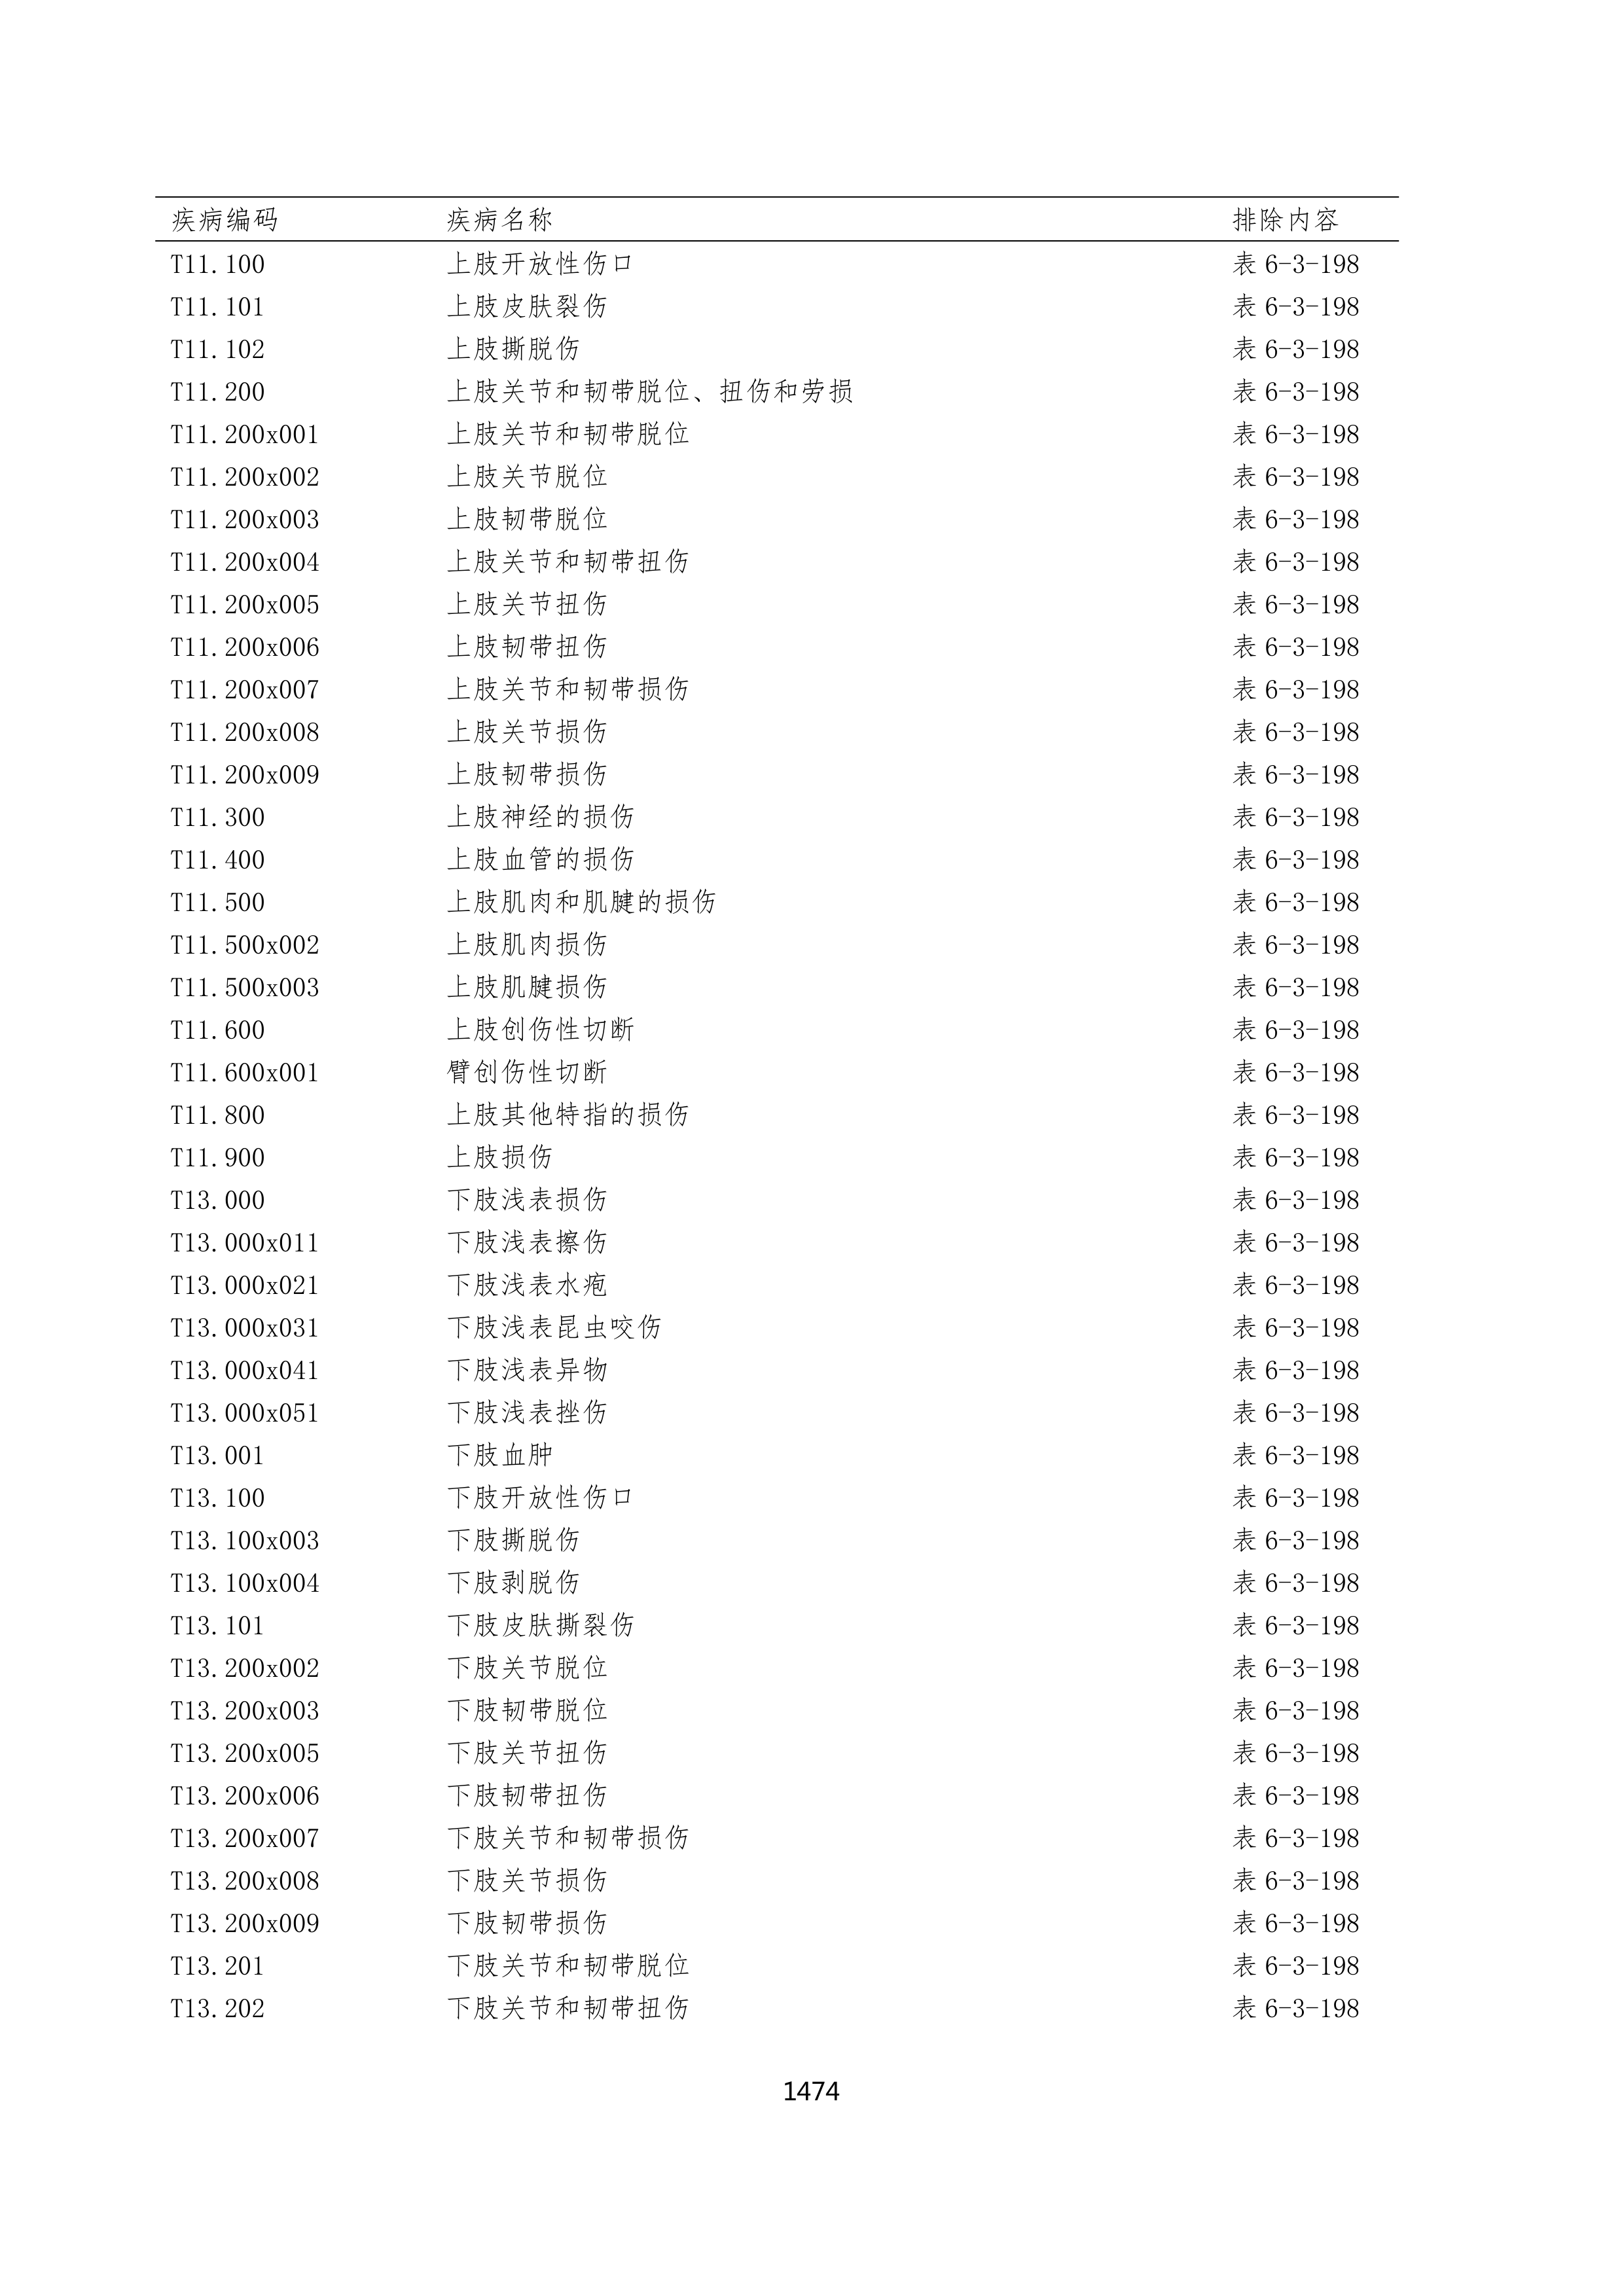 疾病编码 疾病名称 排除内容
T11.100 上肢开放性伤口 表 6-3-198
T11.101 上肢皮肤裂伤 表 6-3-198
T11.102 上肢撕脱伤 表 6-3-198
T11.200 上肢关节和韧带脱位、扭伤和劳损 表 6-3-198
T11.200x001 上肢关节和韧带脱位 表 6-3-198
T11.200x002 上肢关节脱位 表 6-3-198
T11.200x003 上肢韧带脱位 表 6-3-198
T11.200x004 上肢关节和韧带扭伤 表 6-3-198
T11.200x005 上肢关节扭伤 表 6-3-198
T11.200x006 上肢韧带扭伤 表 6-3-198
T11.200x007 上肢关节和韧带损伤 表 6-3-198
T11.200x008 上肢关节损伤 表 6-3-198
T11.200x009 上肢韧带损伤 表 6-3-198
T11.300 上肢神经的损伤 表 6-3-198
T11.400 上肢血管的损伤 表 6-3-198
T11.500 上肢肌肉和肌腱的损伤 表 6-3-198
T11.500x002 上肢肌肉损伤 表 6-3-198
T11.500x003 上肢肌腱损伤 表 6-3-198
T11.600 上肢创伤性切断 表 6-3-198
T11.600x001 臂创伤性切断 表 6-3-198
T11.800 上肢其他特指的损伤 表 6-3-198
T11.900 上肢损伤 表 6-3-198
T13.000 下肢浅表损伤 表 6-3-198
T13.000x011 下肢浅表擦伤 表 6-3-198
T13.000x021 下肢浅表水疱 表 6-3-198
T13.000x031 下肢浅表昆虫咬伤 表 6-3-198
T13.000x041 下肢浅表异物 表 6-3-198
T13.000x051 下肢浅表挫伤 表 6-3-198
T13.001 下肢血肿 表 6-3-198
T13.100 下肢开放性伤口 表 6-3-198
T13.100x003 下肢撕脱伤 表 6-3-198
T13.100x004 下肢剥脱伤 表 6-3-198
T13.101 下肢皮肤撕裂伤 表 6-3-198
T13.200x002 下肢关节脱位 表 6-3-198
T13.200x003 下肢韧带脱位 表 6-3-198
T13.200x005 下肢关节扭伤 表 6-3-198
T13.200x006 下肢韧带扭伤 表 6-3-198
T13.200x007 下肢关节和韧带损伤 表 6-3-198
T13.200x008 下肢关节损伤 表 6-3-198
T13.200x009 下肢韧带损伤 表 6-3-198
T13.201 下肢关节和韧带脱位 表 6-3-198
T13.202 下肢关节和韧带扭伤 表 6-3-198
1474